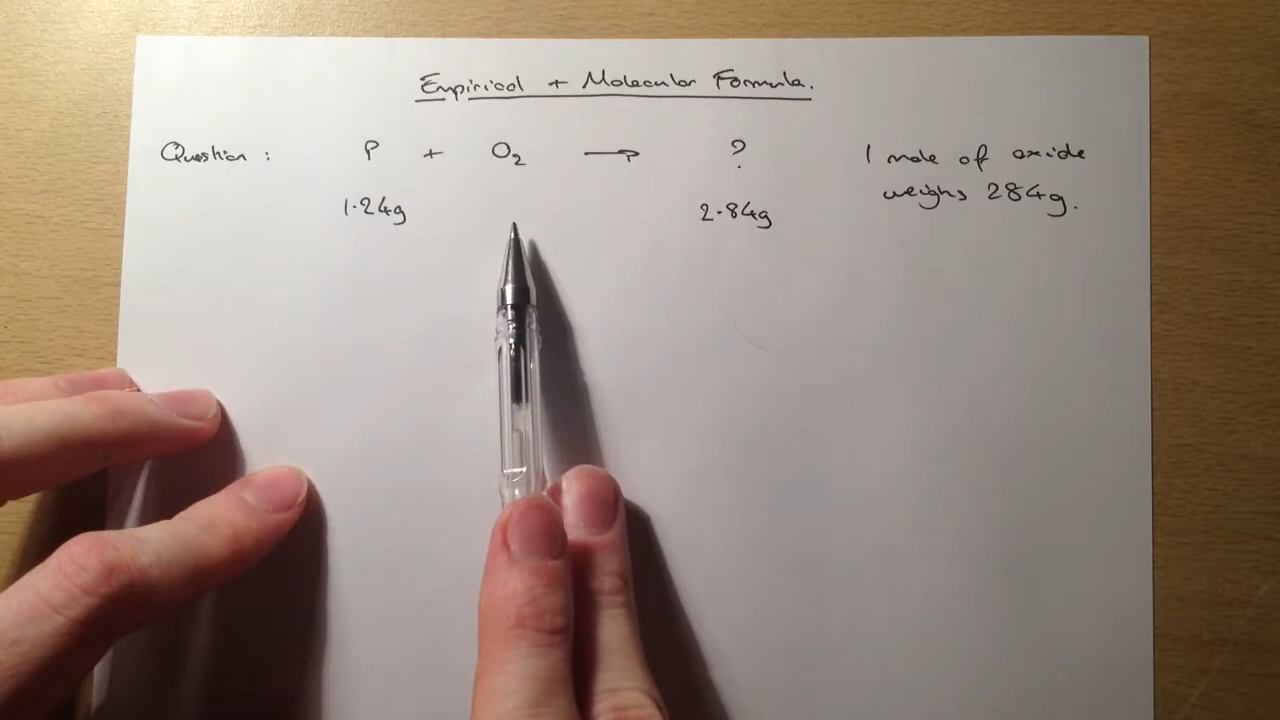 Empirical + Molecular Formula.
Question : P + O2 → ? 1 mole of oxide
1.24g 2.84g weighs 284g.